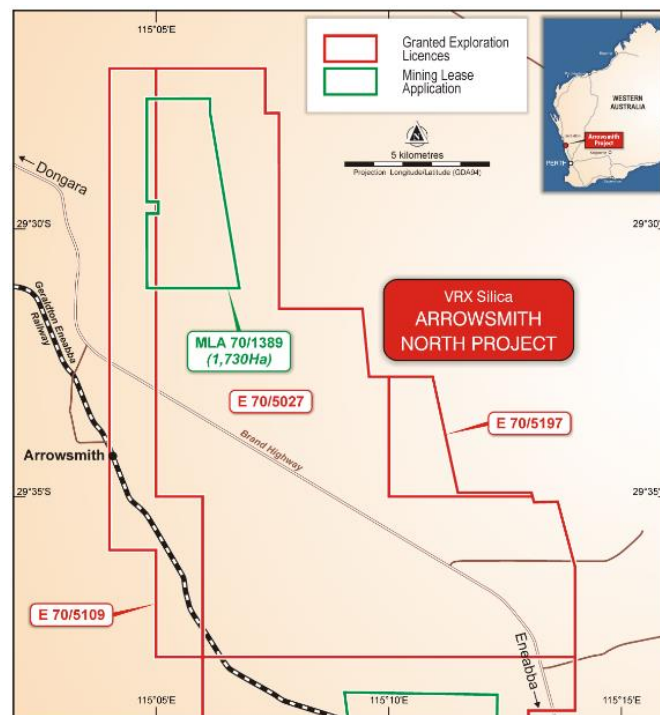 115°05'E
Granted Exploration
Licences
Mining Lease
Application
WESTERN
AUSTRALIA
Arrowsmith
Project
PERTH
N
5 kilometres
Projection Longitude/Latitude (GDA94)
Dongara
29°30'S
29°30'
Geraldton Eneabba
Railway
MLA 70/1389
(1,730Ha)
VRX Silica
ARROWSMITH
NORTH PROJECT
E 70/5027
E 70/5197
Brand Highway
Arrowsmith
29°35'S
29°35'
E 70/5109
Eneabba
115°05'E
115°10'E
115°15'E